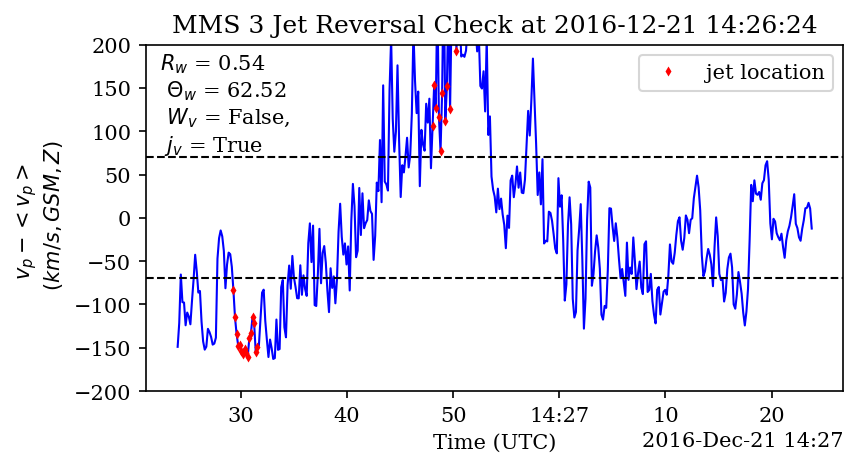 MMS 3 Jet Reversal Check at 2016-12-21 14:26:24
R_w = 0.54
Θ_w = 62.52
W_v = False,
j_v = True
jet location
v_p − < v_p >
(km/s, GSM, Z)
200
150
100
50
0
−50
−100
−150
−200
30
40
50
14:27
10
20
Time (UTC)
2016-Dec-21 14:27